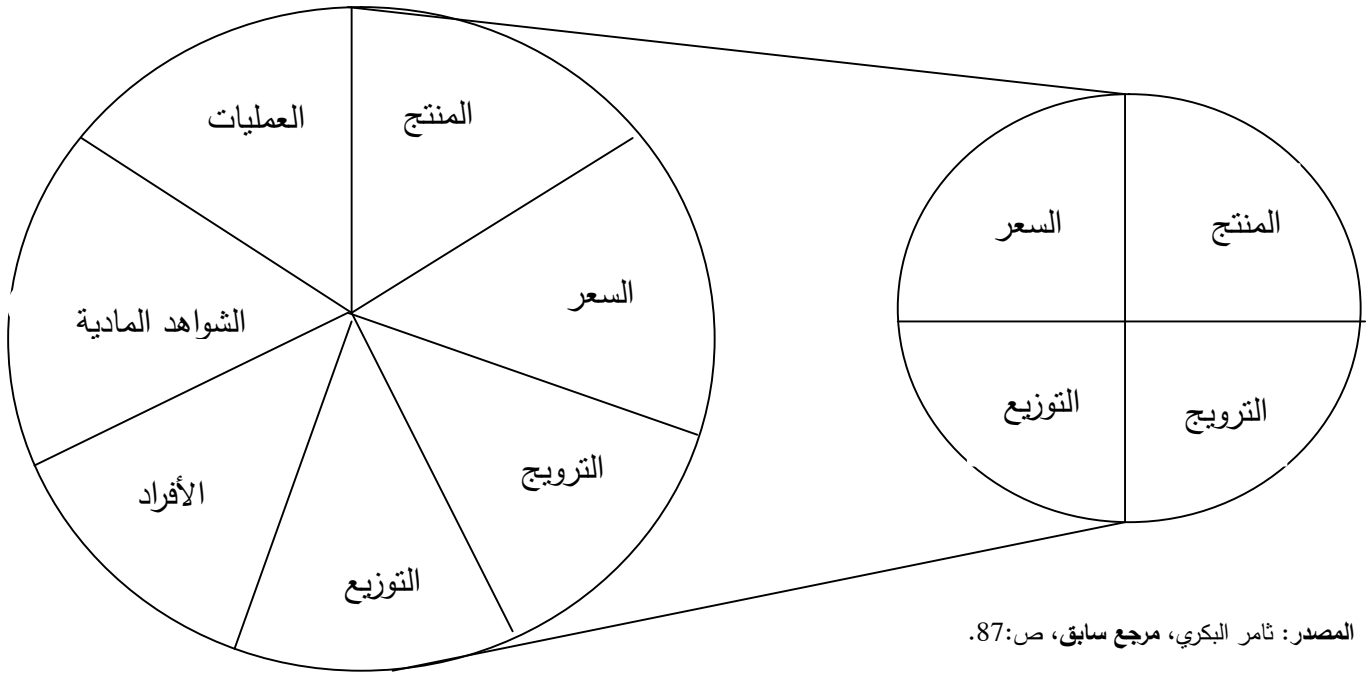 المنتج
السعر
الترويج
التوزيع
المنتج
العمليات
السعر
الشواهد المادية
الترويج
الأفراد
التوزيع
المصدر: ثامر البكري، مرجع سابق، ص:87.